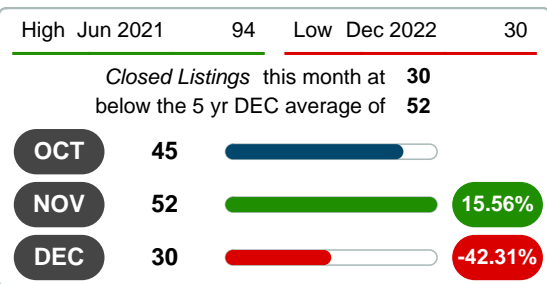 High Jun 2021 94 Low Dec 2022 30
Closed Listings this month at 30
below the 5 yr DEC average of 52
OCT 45
NOV 52 15.56%
DEC 30 -42.31%